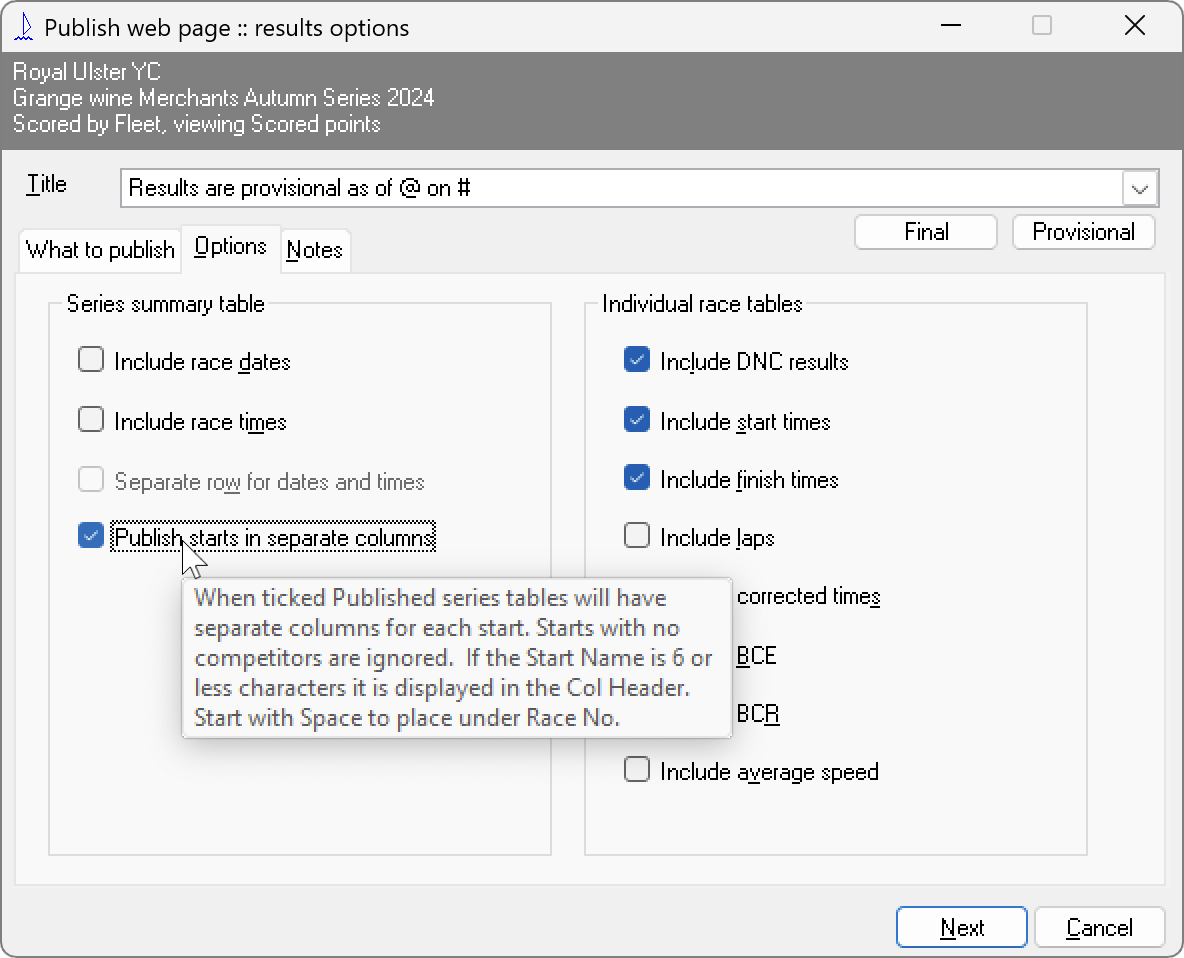 Publish web page :: results options
Royal Ulster YC
Grange wine Merchants Autumn Series 2024
Scored by Fleet, viewing Scored points
Title
Results are provisional as of @ on #
Final
Provisional
What to publish
Options
Notes
Series summary table
Include race dates
Include race times
Separate row for dates and times
Publish starts in separate columns
When ticked Published series tables will have
separate columns for each start. Starts with no
competitors are ignored.  If the Start Name is 6 or
less characters it is displayed in the Col Header.
Start with Space to place under Race No.
Individual race tables
Include DNC results
Include start times
Include finish times
Include laps
corrected times
BCE
BCR
Include average speed
Next
Cancel